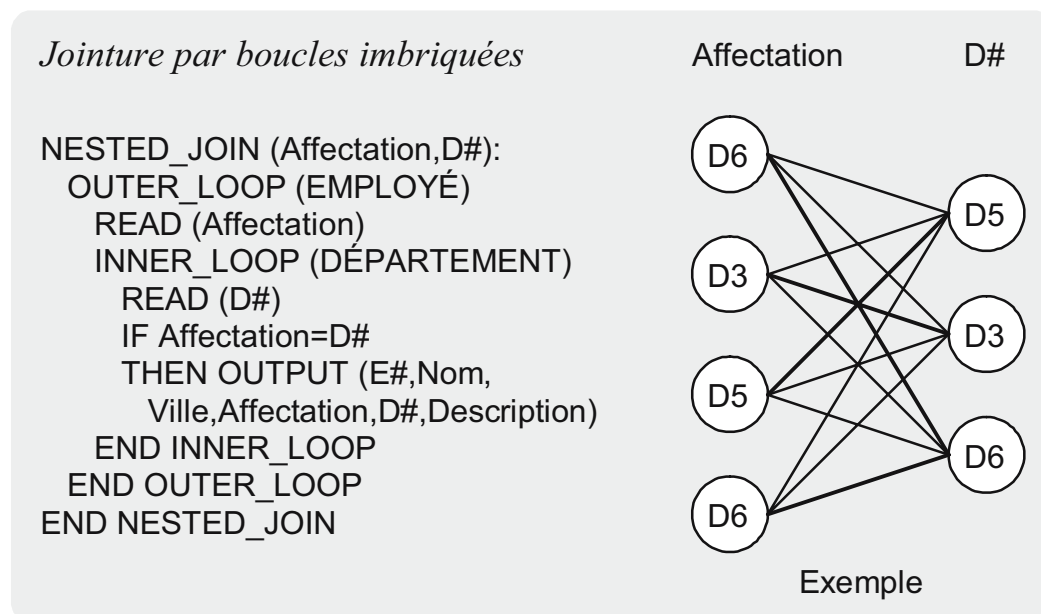 Jointure par boucles imbriquées
NESTED_JOIN (Affectation,D#):
OUTER_LOOP (EMPLOYÉ)
READ (Affectation)
INNER_LOOP (DÉPARTEMENT)
READ (D#)
IF Affectation=D#
THEN OUTPUT (E#,Nom,
Ville,Affectation,D#,Description)
END INNER_LOOP
END OUTER_LOOP
END NESTED_JOIN
Affectation
D#
D6
D3
D5
D6
D5
D3
D6
Exemple